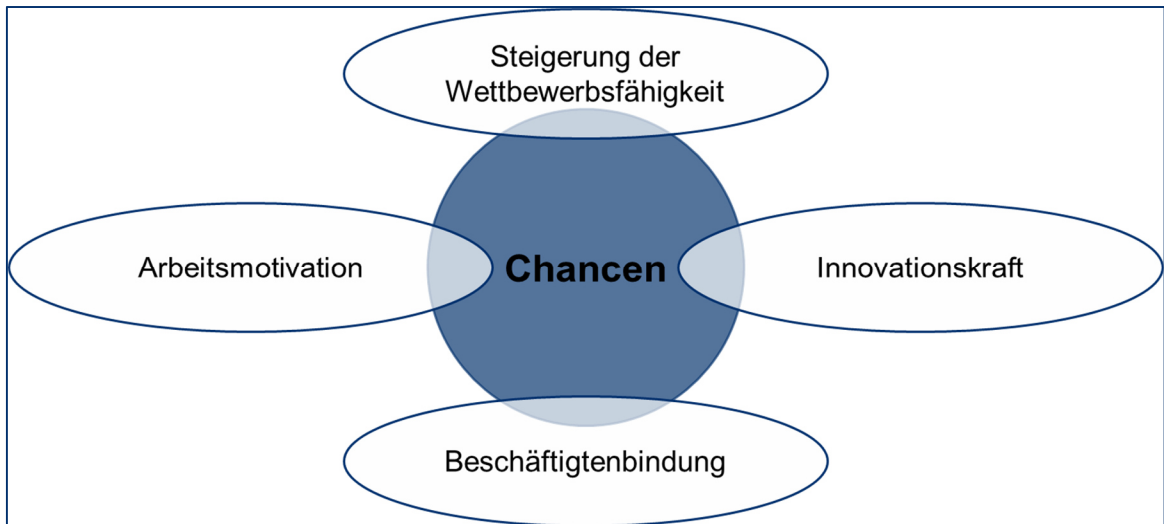 Steigerung der
Wettbewerbsfähigkeit
Arbeitsmotivation
Chancen
Innovationskraft
Beschäftigtenbindung